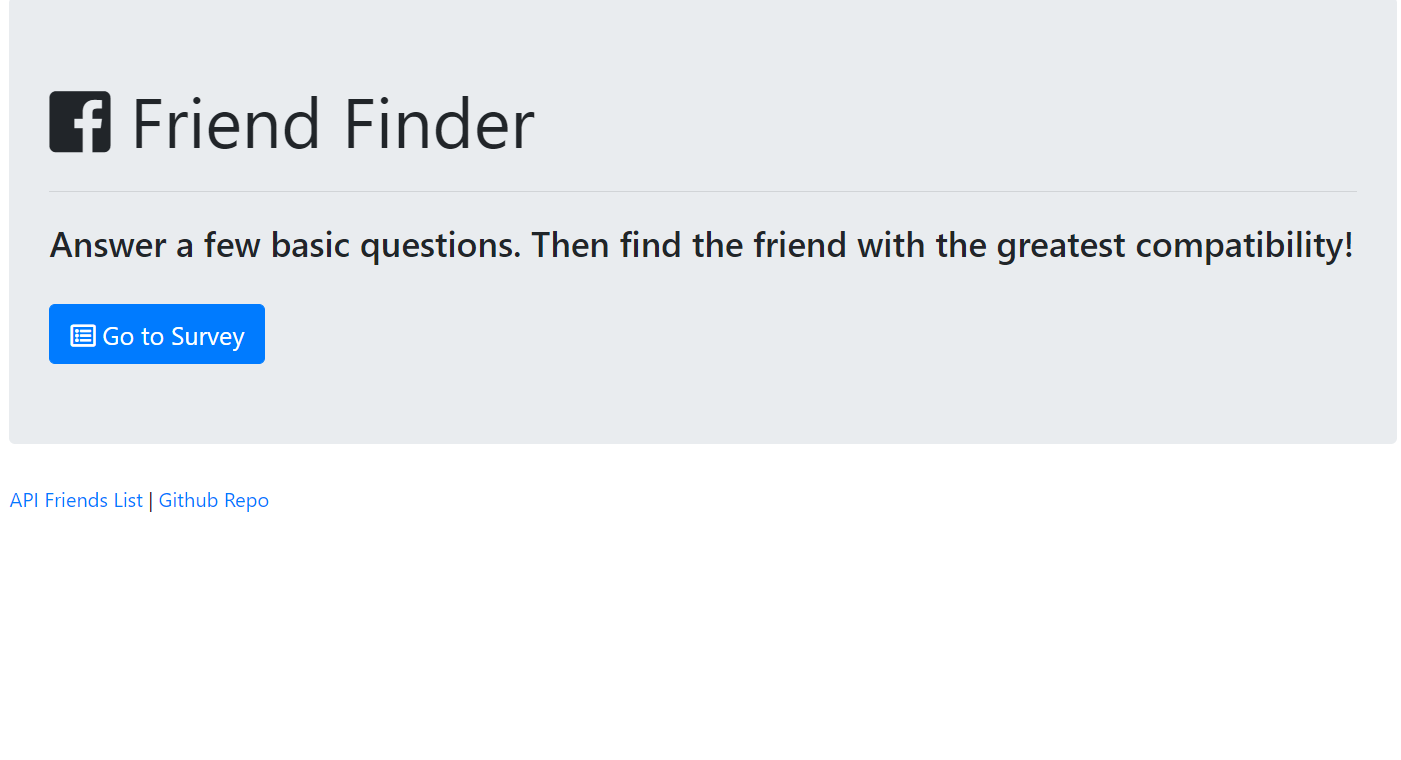 Friend Finder
Answer a few basic questions. Then find the friend with the greatest compatibility!
Go to Survey
API Friends List | Github Repo